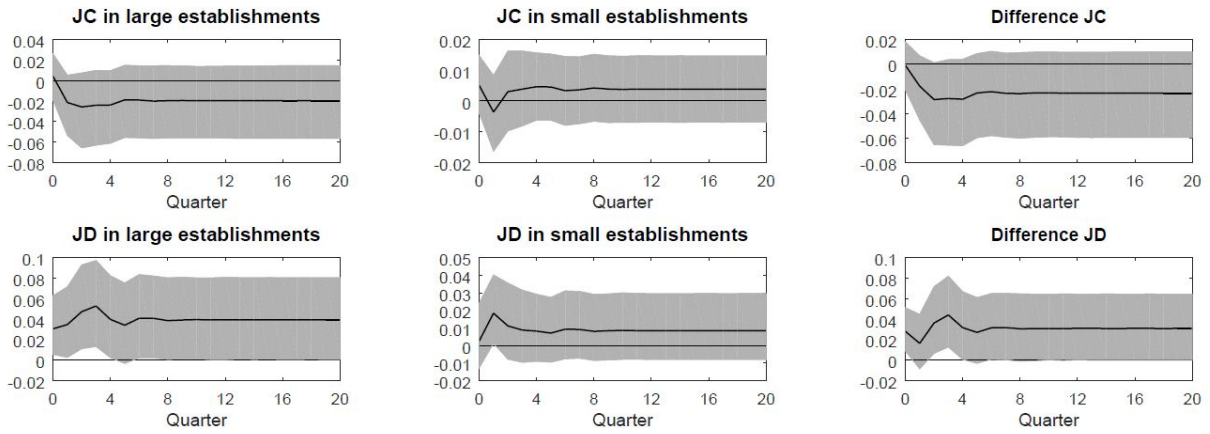 JC in large establishments
0.04
0.02
0
-0.02
-0.04
-0.06
-0.08
0 4 8 12 16 20
Quarter
JC in small establishments
0.02
0.01
0
-0.01
-0.02
0 4 8 12 16 20
Quarter
Difference JC
0.02
0
-0.02
-0.04
-0.06
-0.08
0 4 8 12 16 20
Quarter
JD in large establishments
0.1
0.08
0.06
0.04
0.02
0
-0.02
0 4 8 12 16 20
Quarter
JD in small establishments
0.05
0.04
0.03
0.02
0.01
0
-0.01
-0.02
0 4 8 12 16 20
Quarter
Difference JD
0.1
0.08
0.06
0.04
0.02
0
-0.02
0 4 8 12 16 20
Quarter